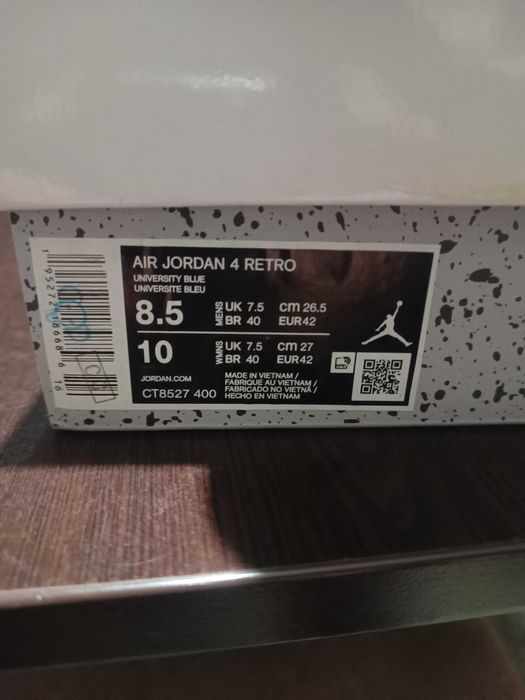 AIR JORDAN 4 RETRO
UNIVERSITY BLUE
UNIVERSITE BLEU
8.5 MENS UK 7.5 cm 26.5
BR 40 EUR42
10 WMNS UK 7.5 cm 27
BR 40 EUR42
JORDAN.COM
CT8527 400
MADE IN VIETNAM /
FABRIQUE AU VIETNAM /
FABRICADO NO VIETNÃ /
HECHO EN VIETNAM